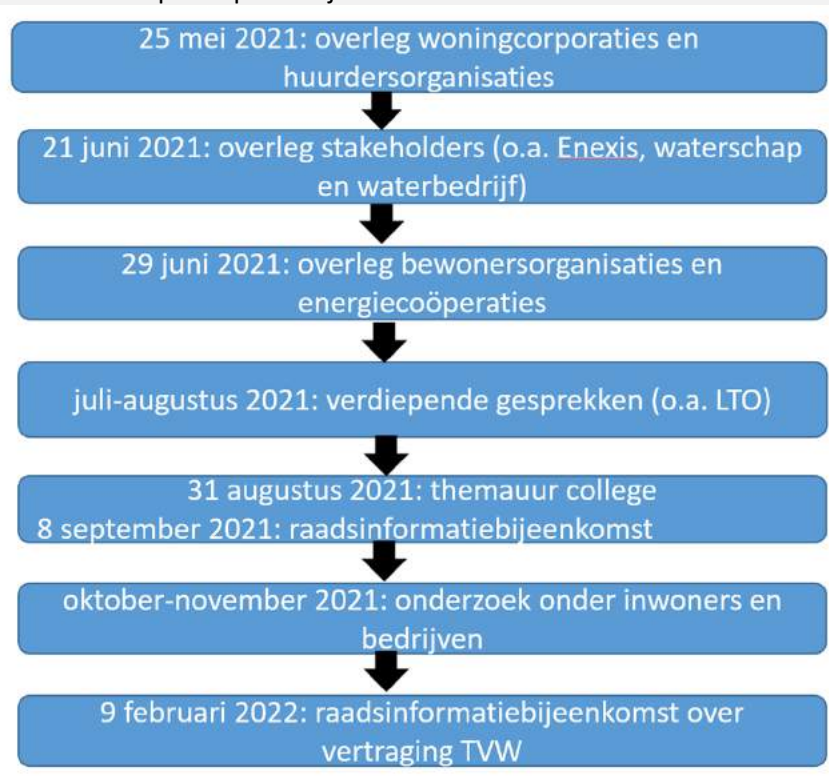 25 mei 2021: overleg woningcorporaties en
huurdersorganisaties
21 juni 2021: overleg stakeholders (o.a. Enexis, waterschap
en waterbedrijf)
29 juni 2021: overleg bewonersorganisaties en
energiecoöperaties
juli-augustus 2021: verdiepende gesprekken (o.a. LTO)
31 augustus 2021: themauur college
8 september 2021: raadsinformatiebijeenkomst
oktober-november 2021: onderzoek onder inwoners en
bedrijven
9 februari 2022: raadsinformatiebijeenkomst over
vertraging TVW